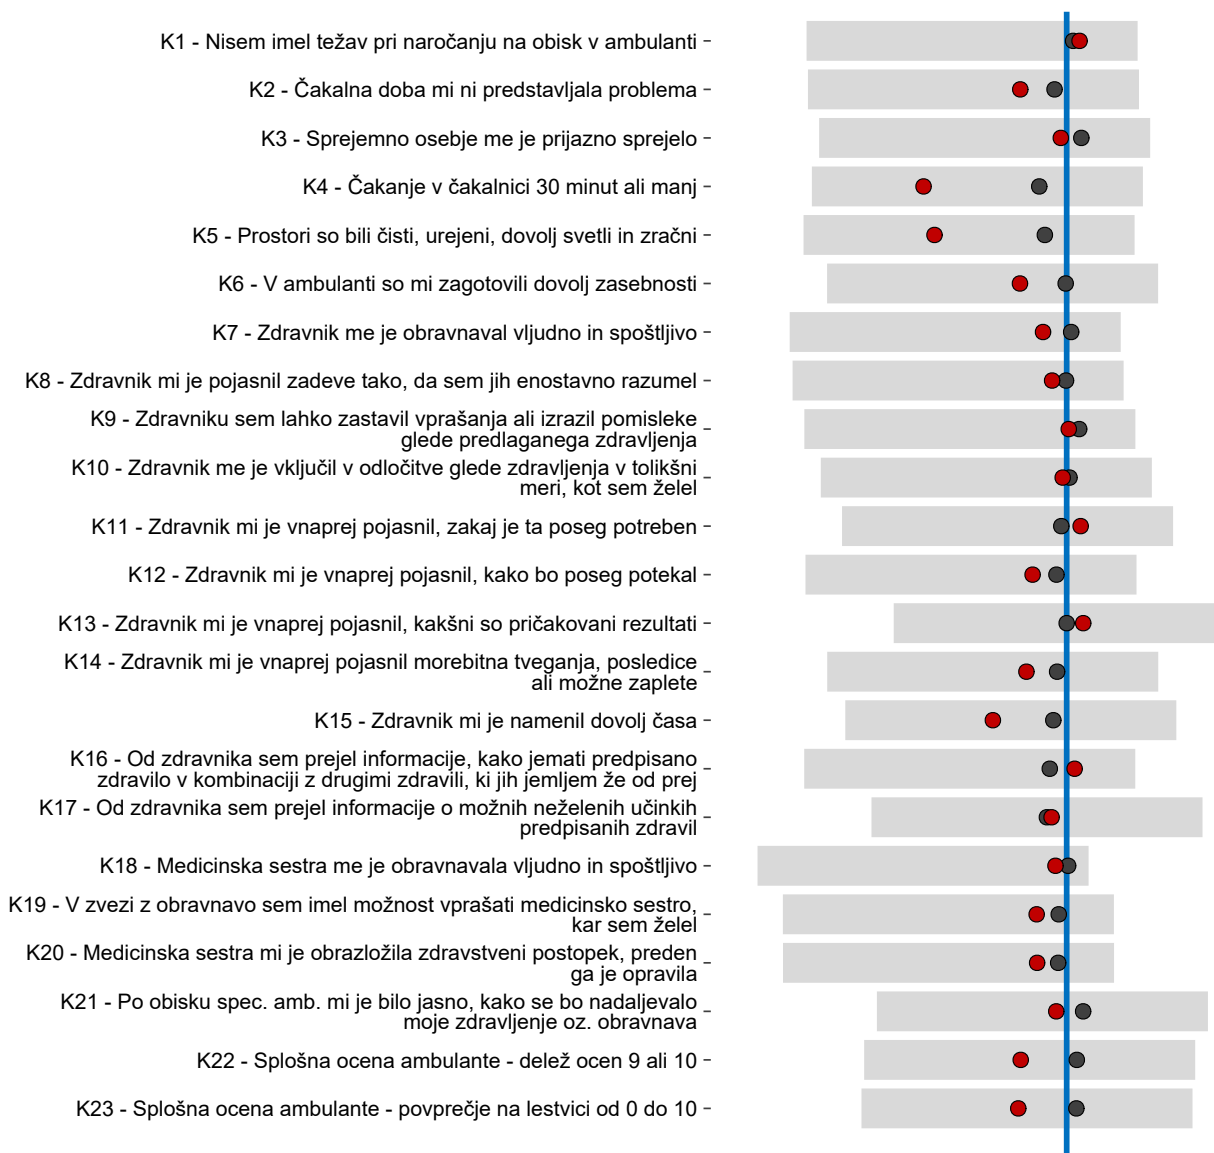 K1 - Nisem imel težav pri naročanju na obisk v ambulanti
K2 - Čakalna doba mi ni predstavljala problema
K3 - Sprejemno osebje me je prijazno sprejelo
K4 - Čakanje v čakalnici 30 minut ali manj
K5 - Prostori so bili čisti, urejeni, dovolj svetli in zračni
K6 - V ambulanti so mi zagotovili dovolj zasebnosti
K7 - Zdravnik me je obravnaval vljudno in spoštljivo
K8 - Zdravnik mi je pojasnil zadeve tako, da sem jih enostavno razumel
K9 - Zdravniku sem lahko zastavil vprašanja ali izrazil pomisleke
glede predlaganega zdravljenja
K10 - Zdravnik me je vključil v odločitve glede zdravljenja v tolikšni
meri, kot sem želel
K11 - Zdravnik mi je vnaprej pojasnil, zakaj je ta poseg potreben
K12 - Zdravnik mi je vnaprej pojasnil, kako bo poseg potekal
K13 - Zdravnik mi je vnaprej pojasnil, kakšni so pričakovani rezultati
K14 - Zdravnik mi je vnaprej pojasnil morebitna tveganja, posledice
ali možne zaplete
K15 - Zdravnik mi je namenil dovolj časa
K16 - Od zdravnika sem prejel informacije, kako jemati predpisano
zdravilo v kombinaciji z drugimi zdravili, ki jih jemljem že od prej
K17 - Od zdravnika sem prejel informacije o možnih neželenih učinkih
predpisanih zdravil
K18 - Medicinska sestra me je obravnavala vljudno in spoštljivo
K19 - V zvezi z obravnavo sem imel možnost vprašati medicinsko sestro,
kar sem želel
K20 - Medicinska sestra mi je obrazložila zdravstveni postopek, preden
ga je opravila
K21 - Po obisku spec. amb. mi je bilo jasno, kako se bo nadaljevalo
moje zdravljenje oz. obravnava
K22 - Splošna ocena ambulante - delež ocen 9 ali 10
K23 - Splošna ocena ambulante - povprečje na lestvici od 0 do 10